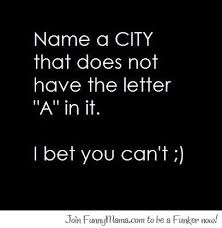 Name a CITY
that does not
have the letter
"A" in it.
I bet you can't ;)
Join FunnyMama.com to be a Funker now!